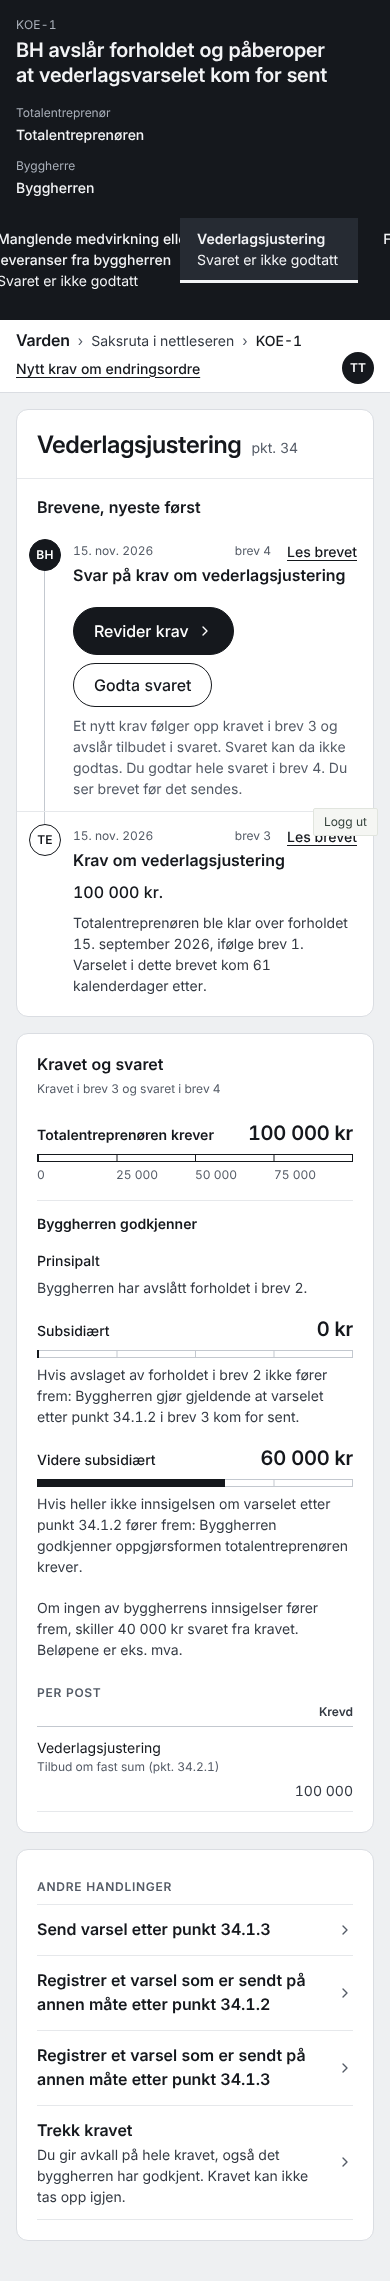 KOE-1
BH avslår forholdet og påberoper
at vederlagsvarselet kom for sent
Totalentreprenør
Totalentreprenøren
Byggherre
Byggherren
Manglende medvirkning elle
everanser fra byggherren
Svaret er ikke godtatt
Vederlagsjustering
Svaret er ikke godtatt
F
Varden › Saksruta i nettleseren › KOE-1
Nytt krav om endringsordre
TT
Vederlagsjustering pkt. 34
Brevene, nyeste først
BH
15. nov. 2026 brev 4 Les brevet
Svar på krav om vederlagsjustering
Revider krav
Godta svaret
Et nytt krav følger opp kravet i brev 3 og
avslår tilbudet i svaret. Svaret kan da ikke
godtas. Du godtar hele svaret i brev 4. Du
ser brevet før det sendes.
Logg ut
TE
15. nov. 2026 brev 3 Les brevet
Krav om vederlagsjustering
100 000 kr.
Totalentreprenøren ble klar over forholdet
15. september 2026, ifølge brev 1.
Varselet i dette brevet kom 61
kalenderdager etter.
Kravet og svaret
Kravet i brev 3 og svaret i brev 4
Totalentreprenøren krever 100 000 kr
0 25 000 50 000 75 000
Byggherren godkjenner
Prinsipalt
Byggherren har avslått forholdet i brev 2.
Subsidiært 0 kr
Hvis avslaget av forholdet i brev 2 ikke fører
frem: Byggherren gjør gjeldende at varselet
etter punkt 34.1.2 i brev 3 kom for sent.
Videre subsidiært 60 000 kr
Hvis heller ikke innsigelsen om varselet etter
punkt 34.1.2 fører frem: Byggherren
godkjenner oppgjørsformen totalentreprenøren
krever.
Om ingen av byggherrens innsigelser fører
frem, skiller 40 000 kr svaret fra kravet.
Beløpene er eks. mva.
PER POST
Krevd
Vederlagsjustering
Tilbud om fast sum (pkt. 34.2.1)
100 000
ANDRE HANDLINGER
Send varsel etter punkt 34.1.3
Registrer et varsel som er sendt på
annen måte etter punkt 34.1.2
Registrer et varsel som er sendt på
annen måte etter punkt 34.1.3
Trekk kravet
Du gir avkall på hele kravet, også det
byggherren har godkjent. Kravet kan ikke
tas opp igjen.